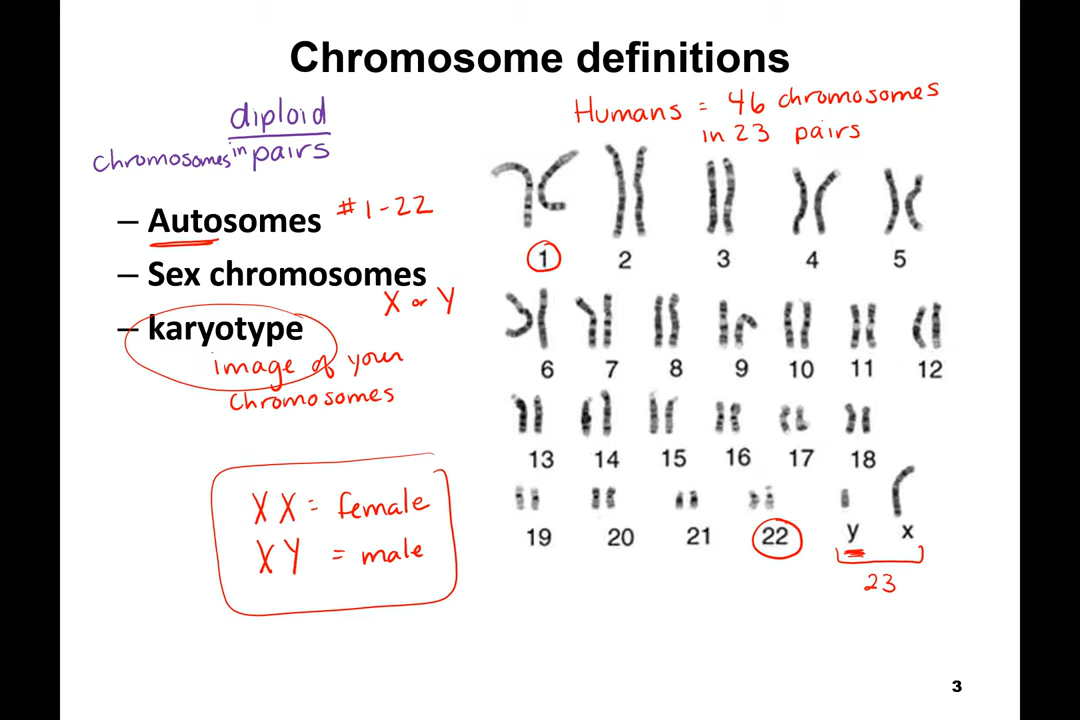 Chromosome definitions
diploid
chromosomes in pairs
Humans = 46 chromosomes
in 23 pairs
– Autosomes #1-22
– Sex chromosomes
X or Y
– karyotype
image of your
chromosomes
XX = female
XY = male
1 2 3 4 5
6 7 8 9 10 11 12
13 14 15 16 17 18
19 20 21 22 y x
23
3